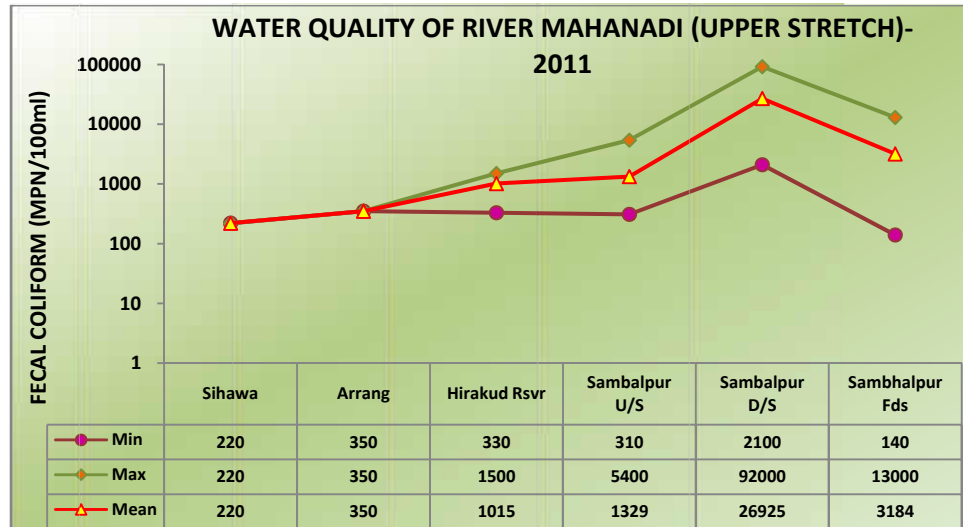 WATER QUALITY OF RIVER MAHANADI (UPPER STRETCH)-
2011
FECAL COLIFORM (MPN/100ml)
100000
10000
1000
100
10
1
Sihawa Arrang Hirakud Rsvr Sambalpur U/S Sambalpur D/S Sambhalpur Fds
Min 220 350 330 310 2100 140
Max 220 350 1500 5400 92000 13000
Mean 220 350 1015 1329 26925 3184